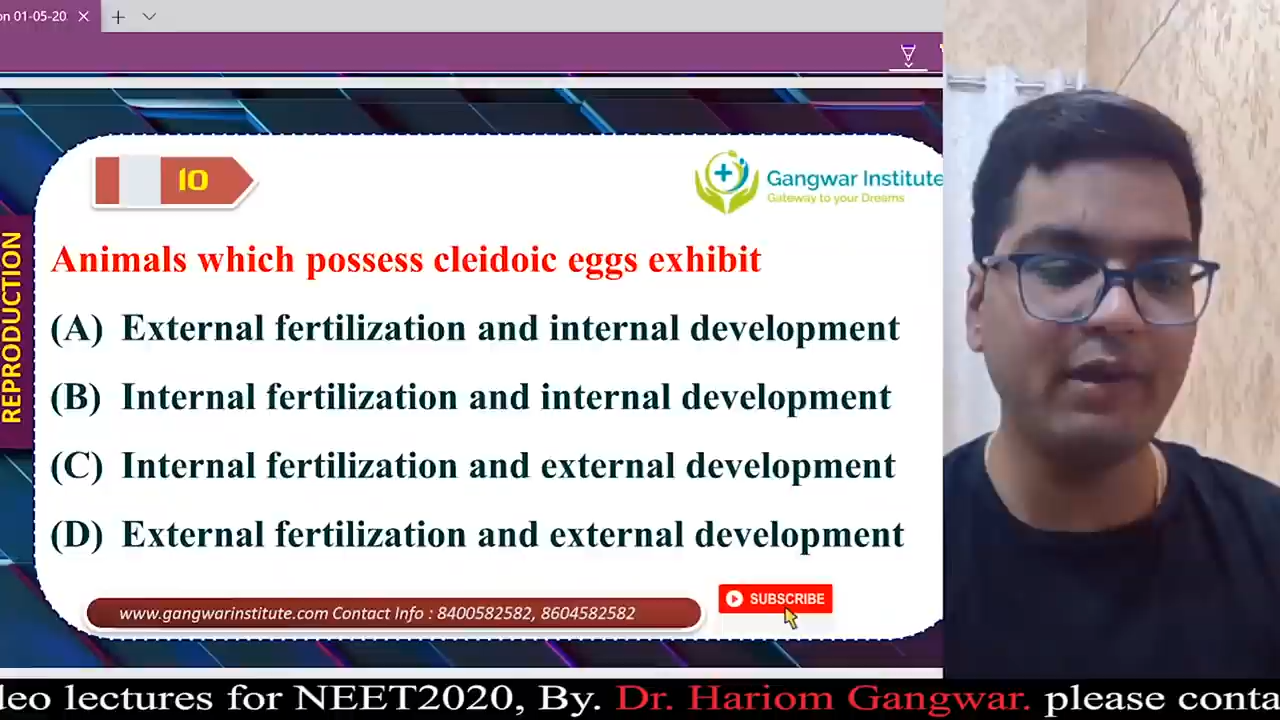 on 01-05-20
10
Gangwar Institute
Gateway to your Dreams
REPRODUCTION
Animals which possess cleidoic eggs exhibit
(A) External fertilization and internal development
(B) Internal fertilization and internal development
(C) Internal fertilization and external development
(D) External fertilization and external development
www.gangwarinstitute.com Contact Info : 8400582582, 8604582582
SUBSCRIBE
deo lectures for NEET2020, By. Dr. Hariom Gangwar. please conta